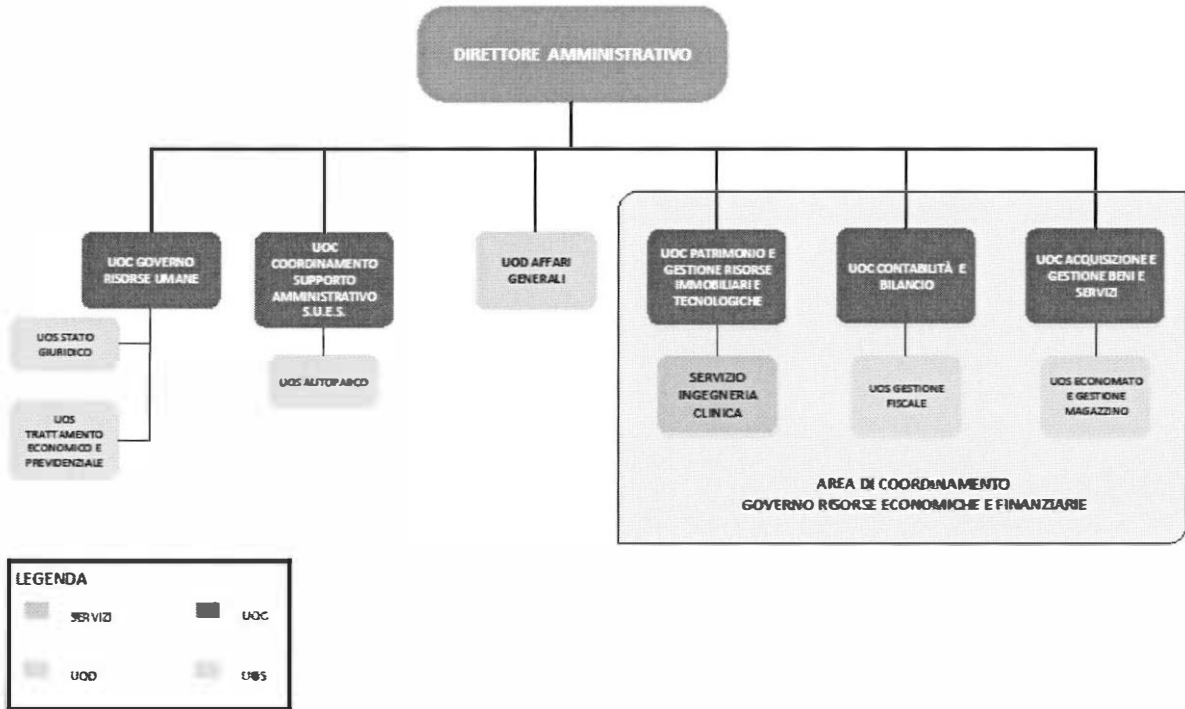 DIRETTORE AMMINISTRATIVO
UOC GOVERNO
RISORSE UMANE
UOC
COORDINAMENTO
SUPPORTO
AMMINISTRATIVO
S.U.E.S.
UOD AFFARI
GENERALI
UOC PATRIMONIO E
GESTIONE RISORSE
IMMOBILIARI E
TECNOLOGICHE
UOC CONTABILITÀ E
BILANCIO
UOC ACQUISIZIONE E
GESTIONE BENI E
SERVIZI
UOS STATO
GIURIDICO
UOS AUTOPARCO
SERVIZIO
INGEGNERIA
CLINICA
UOS GESTIONE
FISCALE
UOS ECONOMATO
E GESTIONE
MAGAZZINO
UOS
TRATTAMENTO
ECONOMICO E
PREVIDENZIALE
AREA DI COORDINAMENTO
GOVERNO RISORSE ECONOMICHE E FINANZIARIE
LEGENDA
SERVIZI
UOC
UOD
UOS